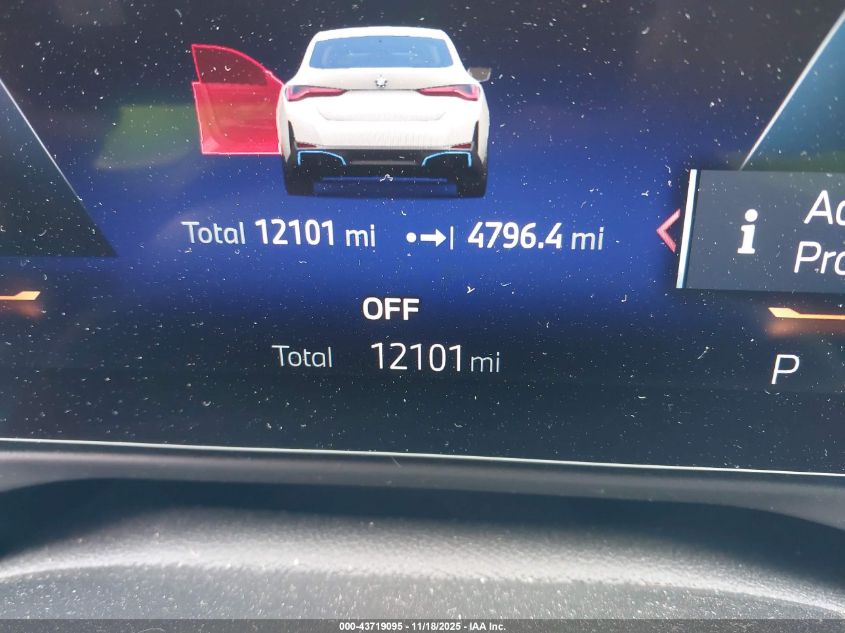 Total 12101 mi 4796.4 mi
i
OFF
Total 12101 mi
P
000-43719095 - 11/18/2025 - IAA Inc.